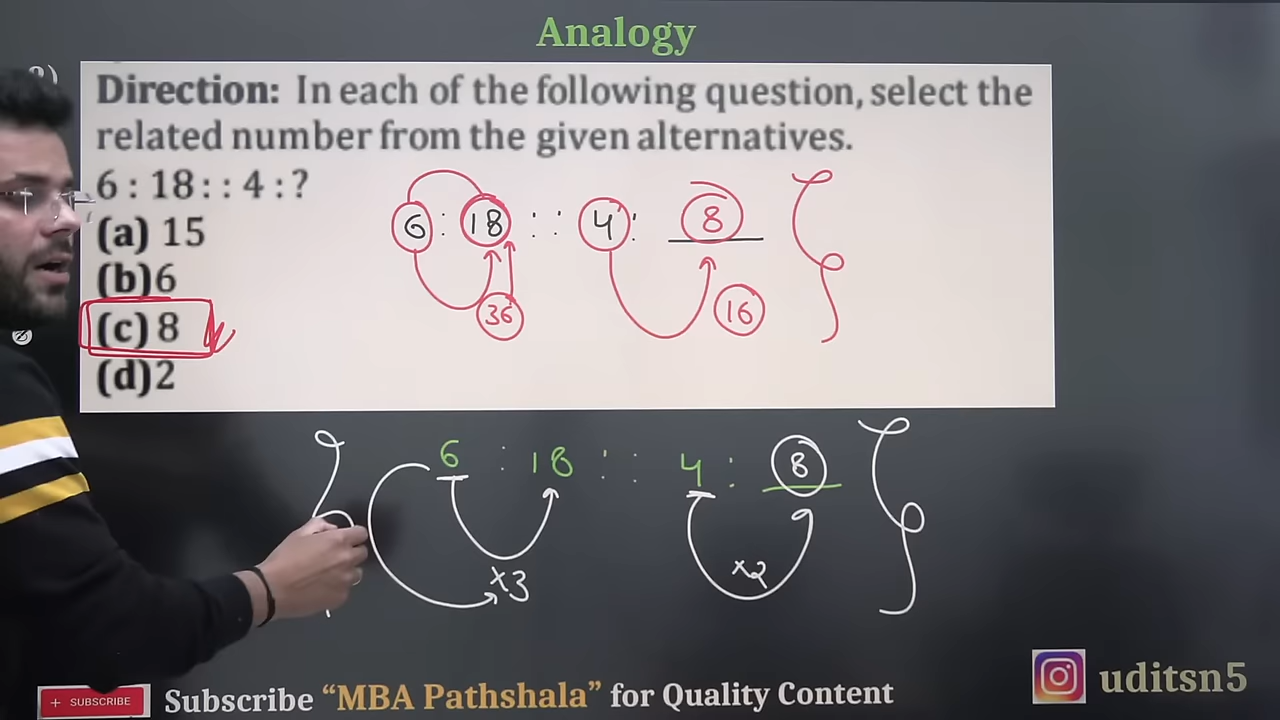 Analogy
Direction: In each of the following question, select the
related number from the given alternatives.
6 : 18 : : 4 : ?
(a) 15
(b)6
(c) 8
(d)2
6 : 18 : : 4 : 8
36 16
6 : 18 : : 4 : 8
×3 ×2
+ SUBSCRIBE Subscribe “MBA Pathshala” for Quality Content
uditsn5